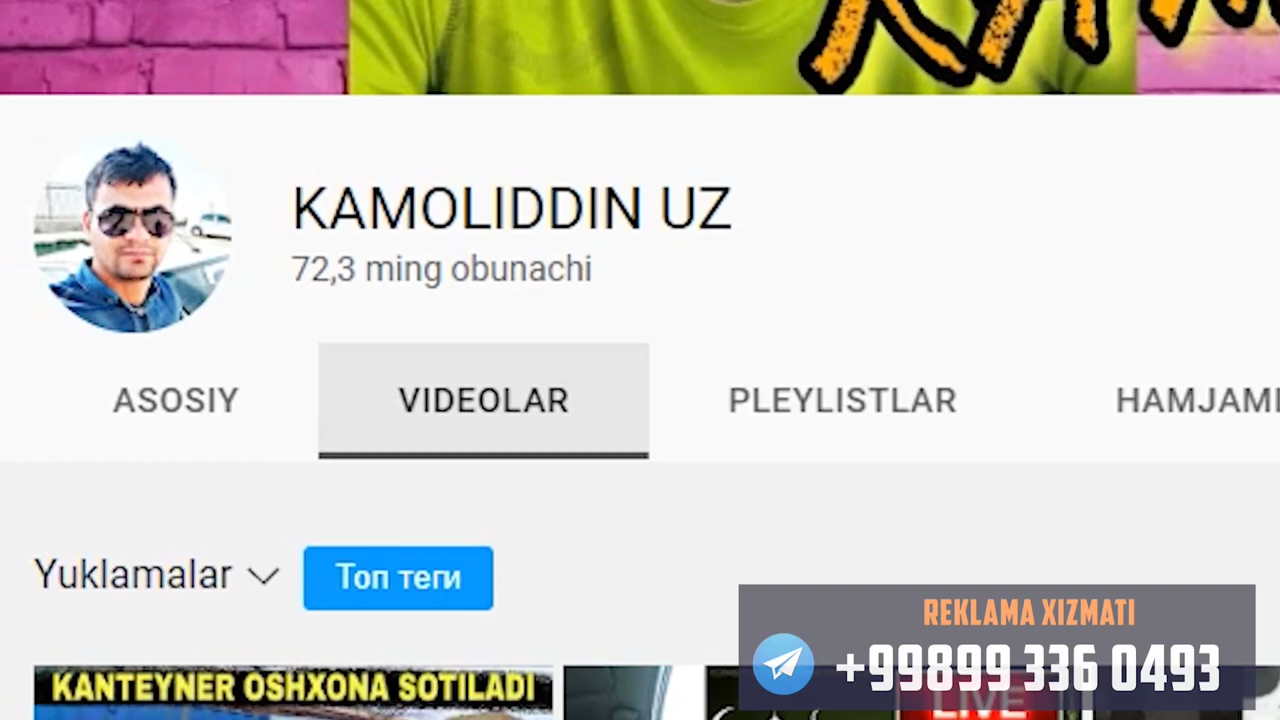 KAMOLIDDIN UZ
72,3 ming obunachi
ASOSIY VIDEOLAR PLEYLISTLAR
Yuklamalar Топ теги
REKLAMA XIZMATI
+99899 336 0493
KANTEYNER OSHXONA SOTILADI
LIVE